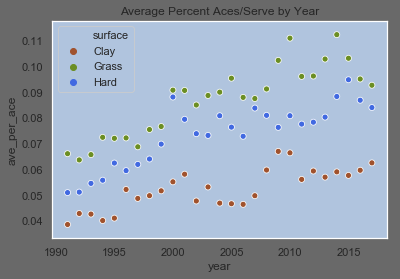 Average Percent Aces/Serve by Year
surface
Clay
Grass
Hard
ave_per_ace
0.11
0.10
0.09
0.08
0.07
0.06
0.05
0.04
1990 1995 2000 2005 2010 2015
year